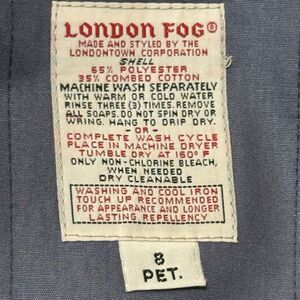 LONDON FOG®
MADE AND STYLED BY THE
LONDONTOWN CORPORATION
SHELL
65% POLYESTER
35% COMBED COTTON
MACHINE WASH SEPARATELY
WITH WARM OR COLD WATER
RINSE THREE (3) TIMES. REMOVE
ALL SOAPS. DO NOT SPIN DRY OR
WRING. HANG TO DRIP DRY.
-OR-
COMPLETE WASH CYCLE
PLACE IN MACHINE DRYER
TUMBLE DRY AT 160° F
ONLY NON-CHLORINE BLEACH,
WHEN NEEDED
DRY CLEANABLE
WASHING AND COOL IRON
TOUCH UP RECOMMENDED
FOR APPEARANCE AND LONGER
LASTING REPELLENCY
8
PET.